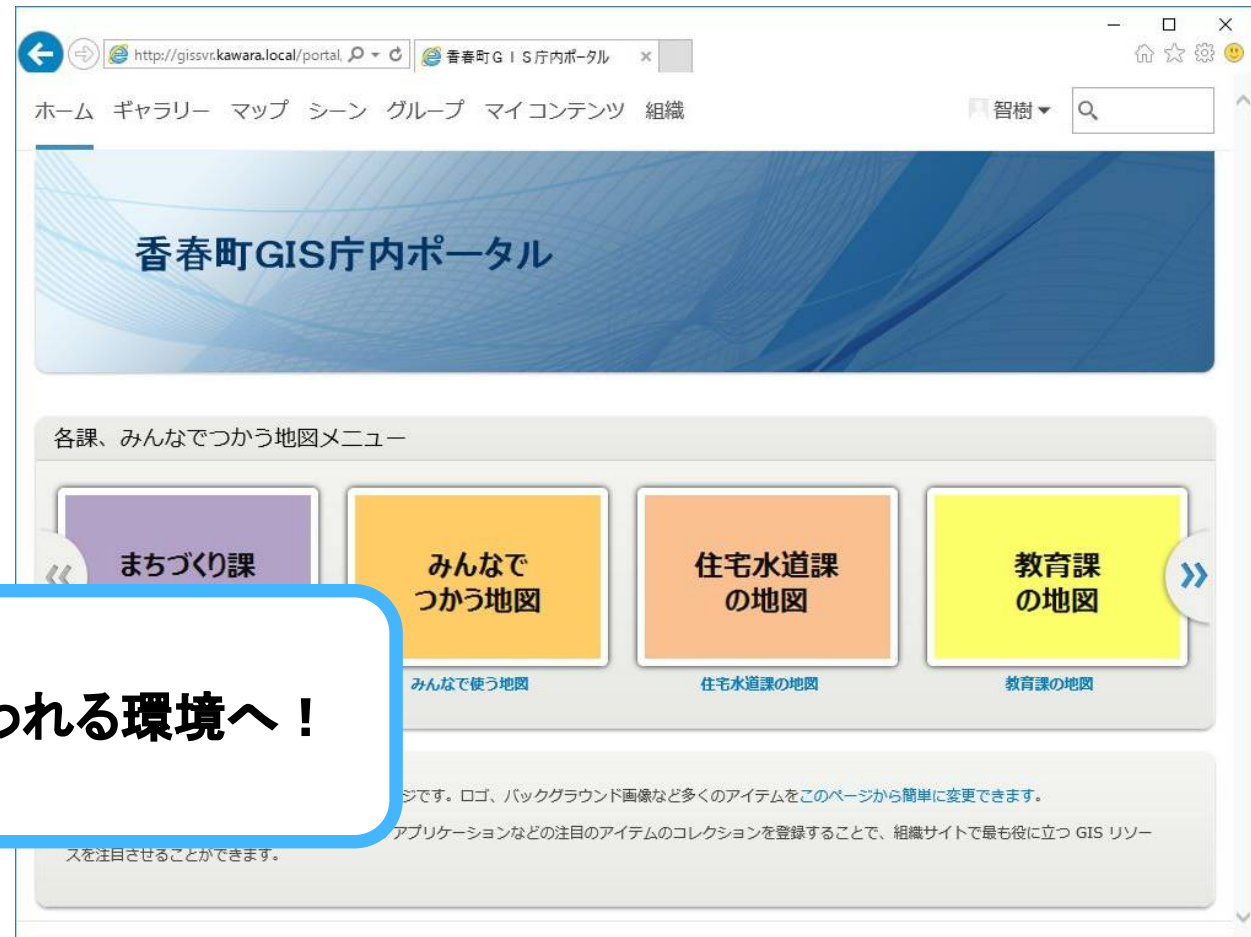 http://gissvr.kawara.local/portal,
香春町GIS庁内ポータル
ホーム ギャラリー マップ シーン グループ マイ コンテンツ 組織
智樹
香春町GIS庁内ポータル
各課、みんなでつかう地図メニュー
まちづくり課
みんなで
つかう地図
住宅水道課
の地図
教育課
の地図
みんなで使う地図
住宅水道課の地図
教育課の地図
われる環境へ！
ジです。ロゴ、バックグラウンド画像など多くのアイテムをこのページから簡単に変更できます。
アプリケーションなどの注目のアイテムのコレクションを登録することで、組織サイトで最も役に立つ GIS リソー
スを注目させることができます。